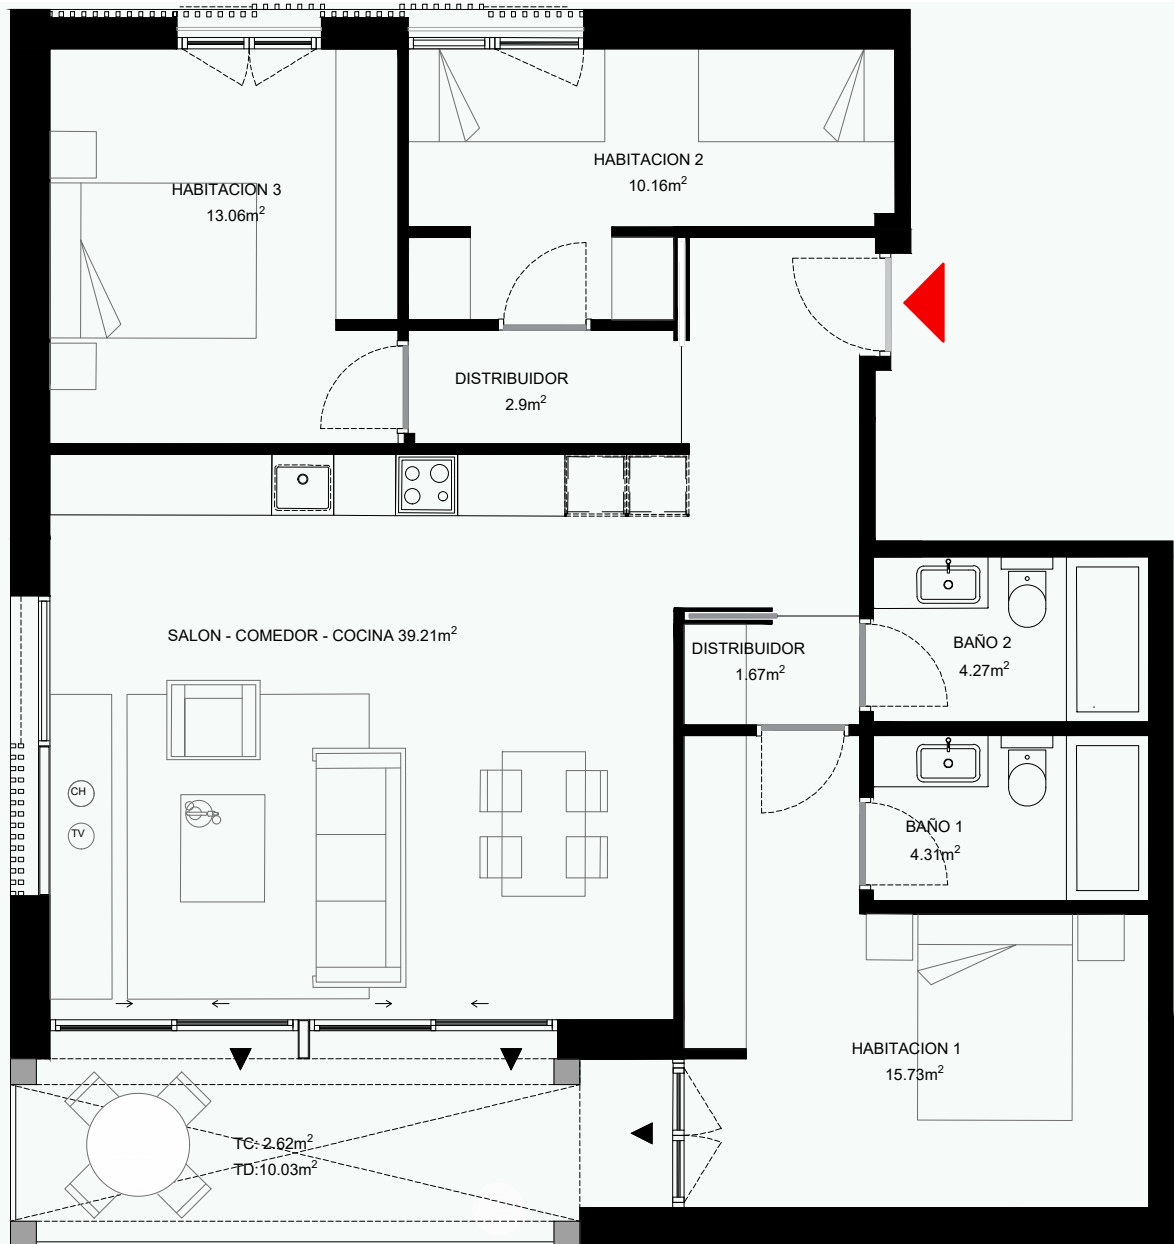 HABITACION 2
10.16m²
HABITACION 3
13.06m²
DISTRIBUIDOR
2.9m²
SALON - COMEDOR - COCINA 39.21m²
DISTRIBUIDOR
1.67m²
BAÑO 2
4.27m²
CH
TV
BAÑO 1
4.31m²
HABITACION 1
15.73m²
TC: 2.62m²
TD:10.03m²